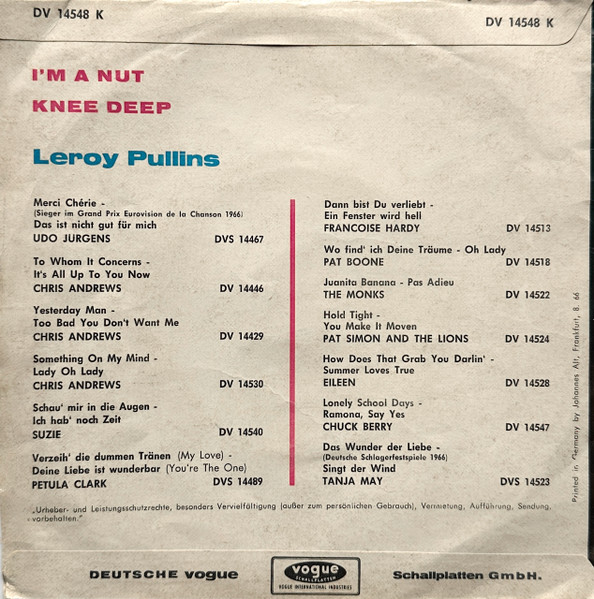 DV 14548 K
DV 14548 K
I'M A NUT
KNEE DEEP
Leroy Pullins
Merci Chérie -
(Sieger im Grand Prix Eurovision de la Chanson 1966)
Das ist nicht gut für mich
UDO JURGENS DVS 14467
To Whom It Concerns -
It's All Up To You Now
CHRIS ANDREWS DV 14446
Yesterday Man -
Too Bad You Don't Want Me
CHRIS ANDREWS DV 14429
Something On My Mind -
Lady Oh Lady
CHRIS ANDREWS DV 14530
Schau' mir in die Augen -
Ich hab' noch Zeit
SUZIE DV 14540
Verzeih' die dummen Tränen (My Love) -
Deine Liebe ist wunderbar (You're The One)
PETULA CLARK DVS 14489
Dann bist Du verliebt -
Ein Fenster wird hell
FRANCOISE HARDY DV 14513
Wo find' ich Deine Träume - Oh Lady
PAT BOONE DV 14518
Juanita Banana - Pas Adieu
THE MONKS DV 14522
Hold Tight -
You Make It Moven
PAT SIMON AND THE LIONS DV 14524
How Does That Grab You Darlin' -
Summer Loves True
EILEEN DV 14528
Lonely School Days -
Ramona, Say Yes
CHUCK BERRY DV 14547
Das Wunder der Liebe -
(Deutsche Schlagerfestspiele 1966)
Singt der Wind
TANJA MAY DVS 14523
Printed in Germany by Johannes Alt, Frankfurt, 8. 66
„Urheber- und Leistungsschutzrechte, besonders Vervielfältigung (außer zum persönlichen Gebrauch), Vermietung, Aufführung, Sendung,
vorbehalten."
DEUTSCHE vogue
vogue
SCHALLPLATTEN
VOGUE INTERNATIONAL INDUSTRIES
Schallplatten GmbH.